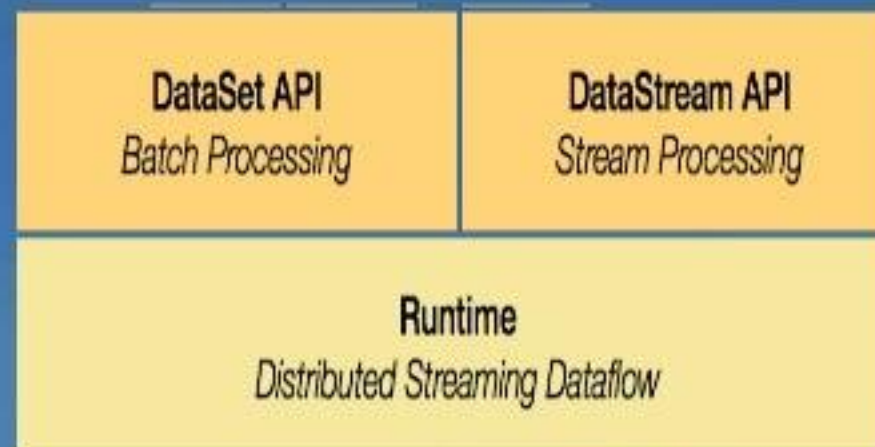 DataSet API
Batch Processing
DataStream API
Stream Processing
Runtime
Distributed Streaming Dataflow